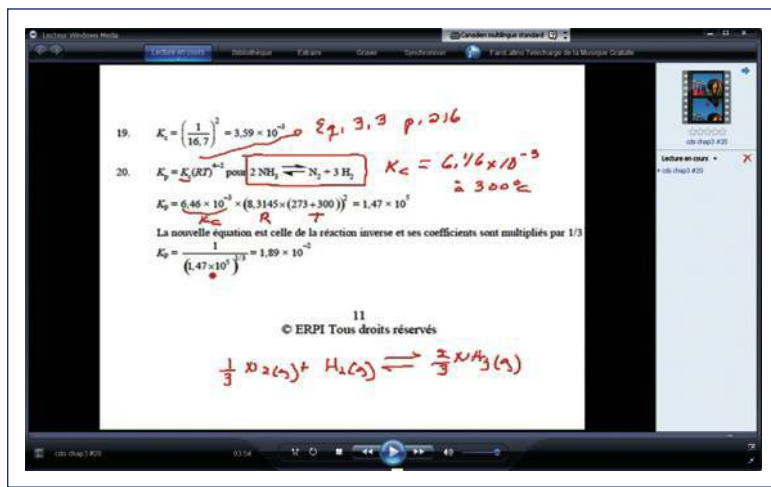 Lecteur Windows Media
Canadien multilingue standard
Lecture en cours
Bibliothèque
Extraire
Graver
Synchroniser
19. K_c = (1/16,7)^2 = 3,59 × 10^-3
Eq. 3,3 p. 216
20. K_p = K_c(RT)^4-2 pour 2 NH3 ⇌ N2 + 3 H2
Kc = 6,46 x 10^-3
à 300°C
K_p = 6,46 × 10^-3 × (8,3145 × (273 + 300))^2 = 1,47 × 10^5
Kc R T
La nouvelle équation est celle de la réaction inverse et ses coefficients sont multipliés par 1/3
K_p = 1/(1,47 × 10^5)^1/3 = 1,89 × 10^-2
11
© ERPI Tous droits réservés
1/3 N2(g) + H2(g) ⇌ 2/3 NH3(g)
cds chap3 #20
Lecture en cours
cds chap3 #20
cds chap3 #20
03:54